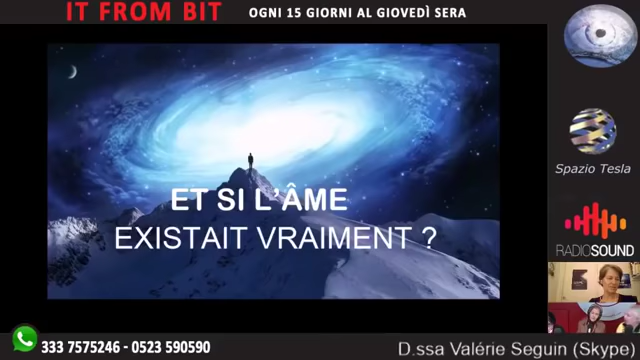 IT FROM BIT
OGNI 15 GIORNI AL GIOVEDÌ SERA
ET SI L'ÂME
EXISTAIT VRAIMENT ?
Spazio Tesla
RADIOSOUND
333 7575246 - 0523 590590
D.ssa Valérie Seguin (Skype)